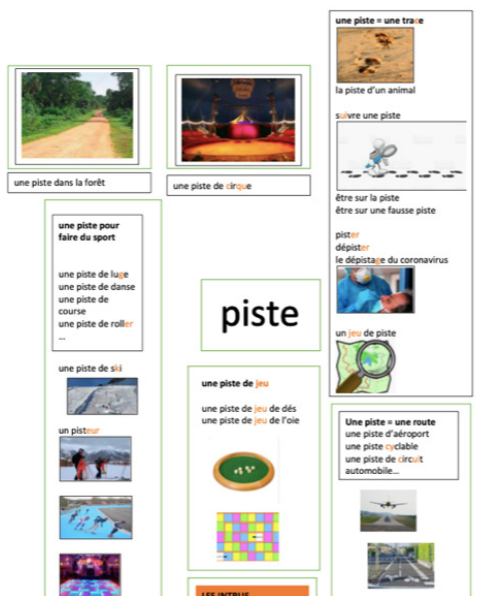 une piste = une trace
la piste d'un animal
suivre une piste
être sur la piste
être sur une fausse piste
pister
dépister
le dépistage du coronavirus
un jeu de piste
une piste dans la forêt
une piste de cirque
une piste pour
faire du sport
une piste de luge
une piste de danse
une piste de
course
une piste de roller
...
une piste de ski
un pisteur
piste
une piste de jeu
une piste de jeu de dés
une piste de jeu de l'oie
Une piste = une route
une piste d'aéroport
une piste cyclable
une piste de circuit
automobile...
LES INTRUS